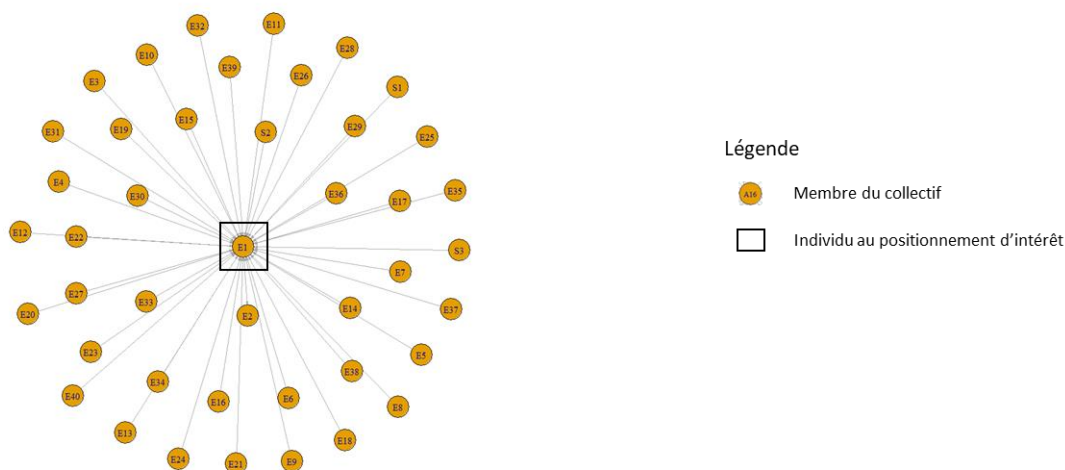 E32
E11
E28
E10
E39
E26
E3
S1
E15
E19
E31
S2
E29
E25
E4
E30
E36
E17
E35
E12
E22
E1
S3
E7
E27
E33
E20
E2
E14
E37
E23
E5
E34
E38
E40
E16
E6
E8
E13
E18
E24
E21
E9
Légende
A16 Membre du collectif
Individu au positionnement d’intérêt